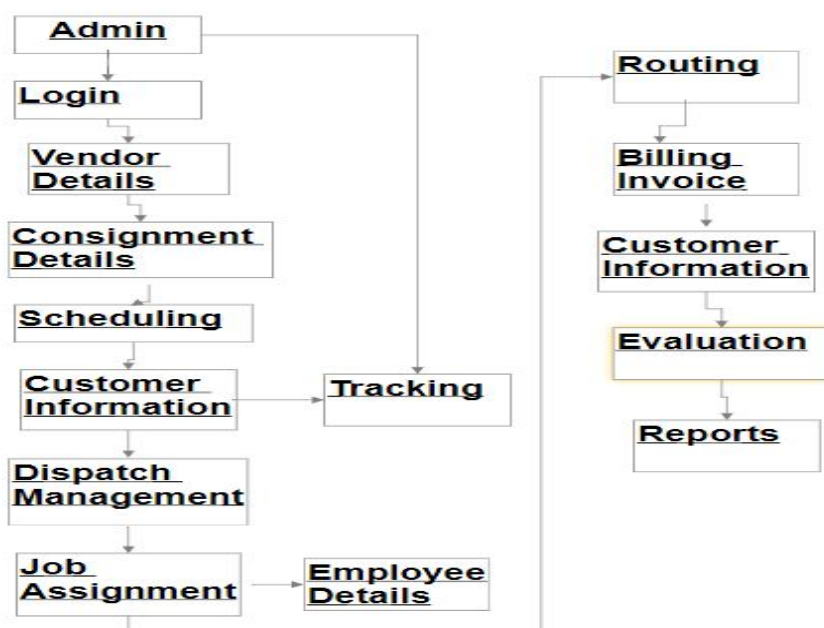 Admin
Login
Vendor
Details
Consignment
Details
Scheduling
Customer
Information
Tracking
Dispatch
Management
Job
Assignment
Employee
Details
Routing
Billing
Invoice
Customer
Information
Evaluation
Reports